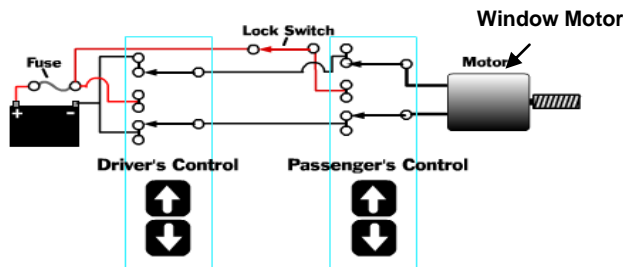 Window Motor
Lock Switch
Fuse
Motor
+ -
Driver's Control
Passenger's Control